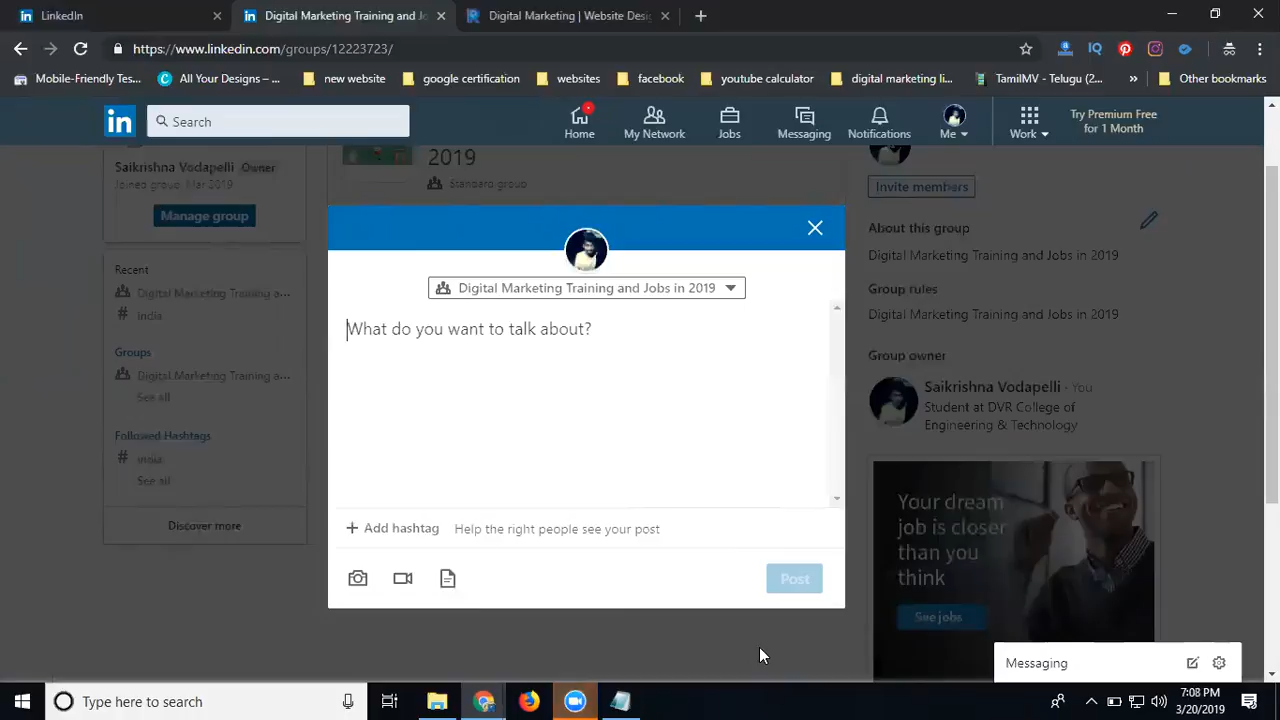 LinkedIn
Digital Marketing Training and Jo
Digital Marketing | Website Desig
https://www.linkedin.com/groups/12223723/
Mobile-Friendly Tes...
All Your Designs – ...
new website
google certification
websites
facebook
youtube calculator
digital marketing li...
TamilMV - Telugu (2...
Other bookmarks
in
Search
Home
My Network
Jobs
Messaging
Notifications
Me
Work
Try Premium Free
for 1 Month
Saikrishna Vodapelli Owner
Joined group: Mar 2019
Manage group
Recent
Digital Marketing Training a...
# india
Groups
Digital Marketing Training a...
See all
Followed Hashtags
# india
See all
Discover more
2019
Standard group
Digital Marketing Training and Jobs in 2019
What do you want to talk about?
+ Add hashtag
Help the right people see your post
Post
Invite members
About this group
Digital Marketing Training and Jobs in 2019
Group rules
Digital Marketing Training and Jobs in 2019
Group owner
Saikrishna Vodapelli · You
Student at DVR College of
Engineering & Technology
Your dream
job is closer
than you
think
See jobs
Messaging
Type here to search
7:08 PM
3/20/2019